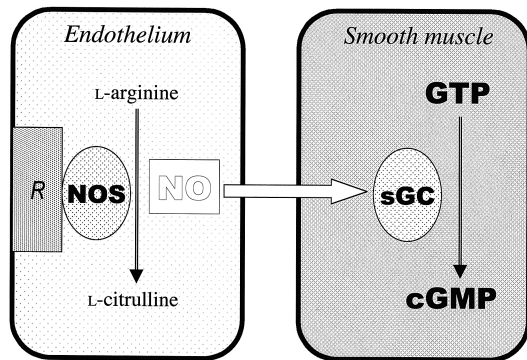 Endothelium
L-arginine
R
NOS
NO
L-citrulline
Smooth muscle
GTP
sGC
cGMP